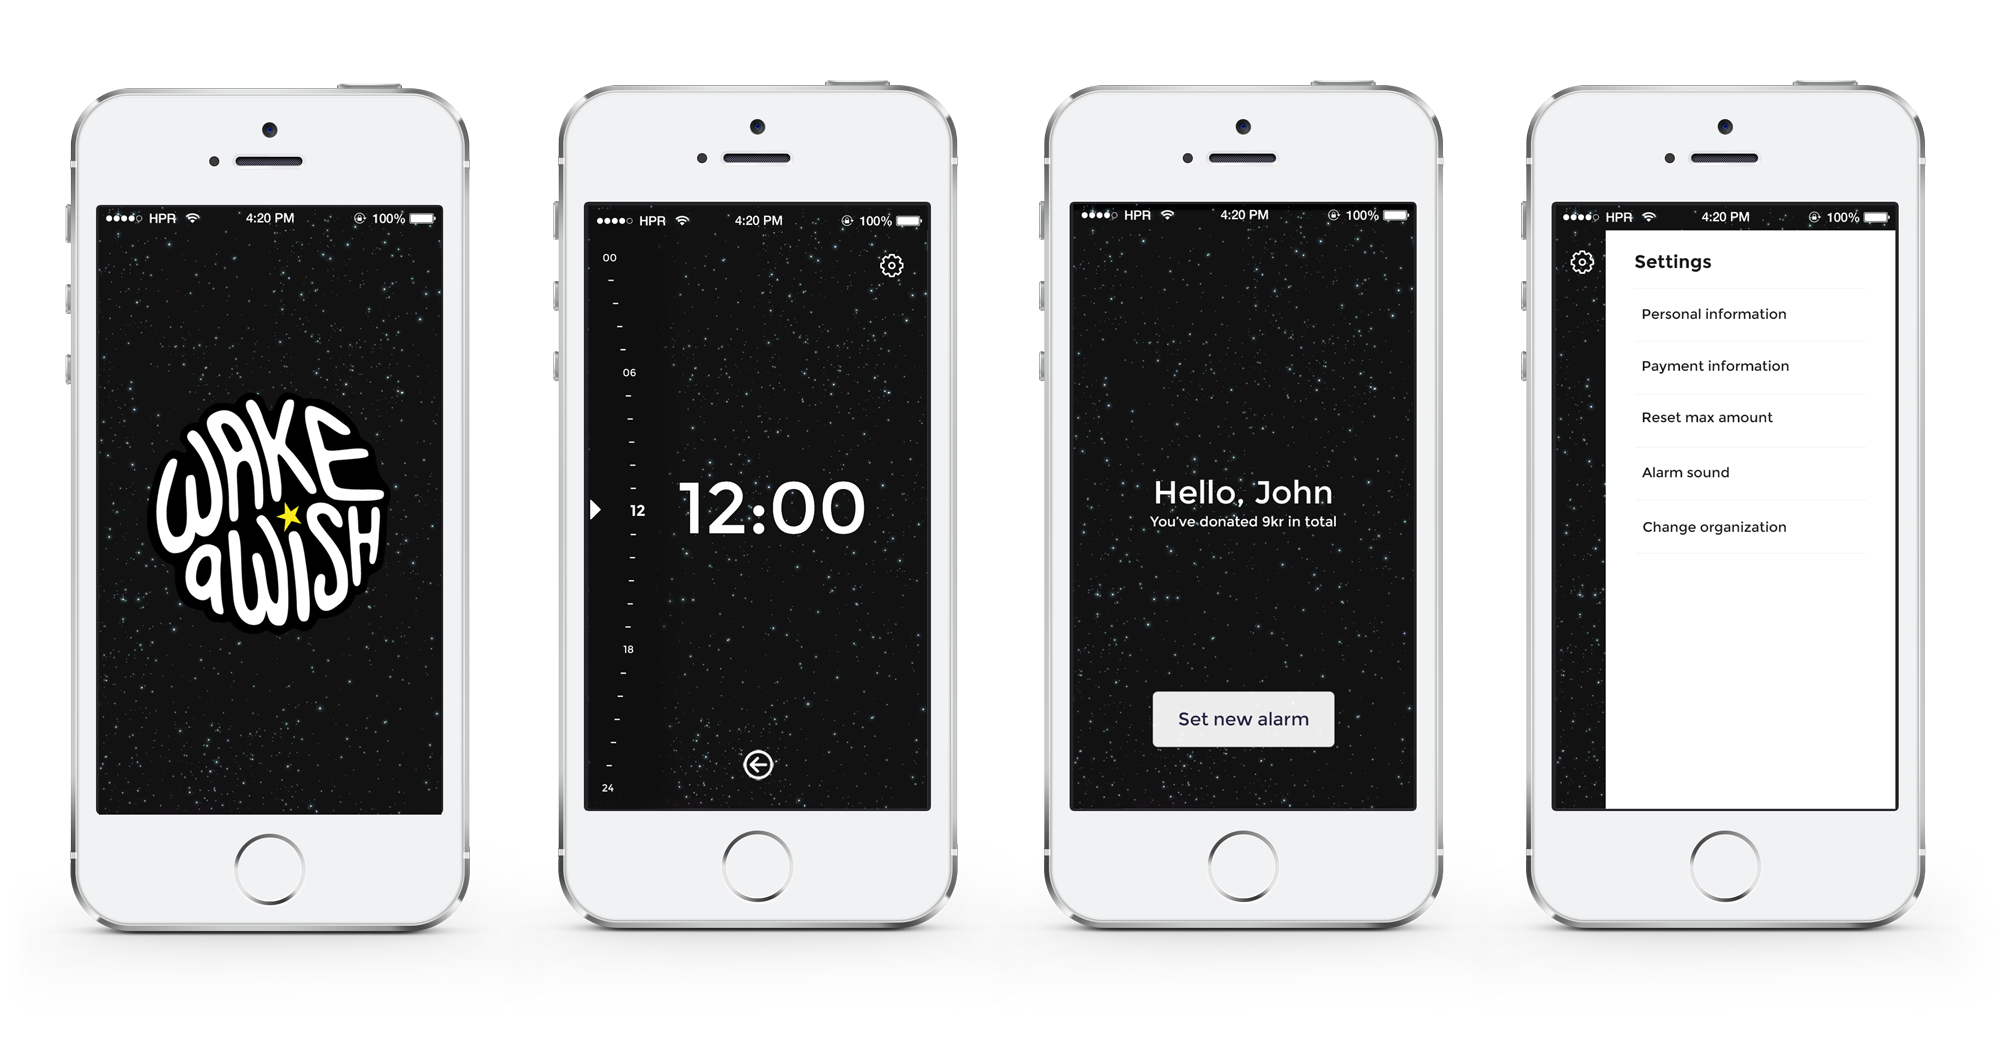 HPR 4:20 PM 100%
WAKE
a WiSH
HPR 4:20 PM 100%
00
06
12
12:00
18
24
HPR 4:20 PM 100%
Hello, John
You've donated 9kr in total
Set new alarm
HPR 4:20 PM 100%
Settings
Personal information
Payment information
Reset max amount
Alarm sound
Change organization